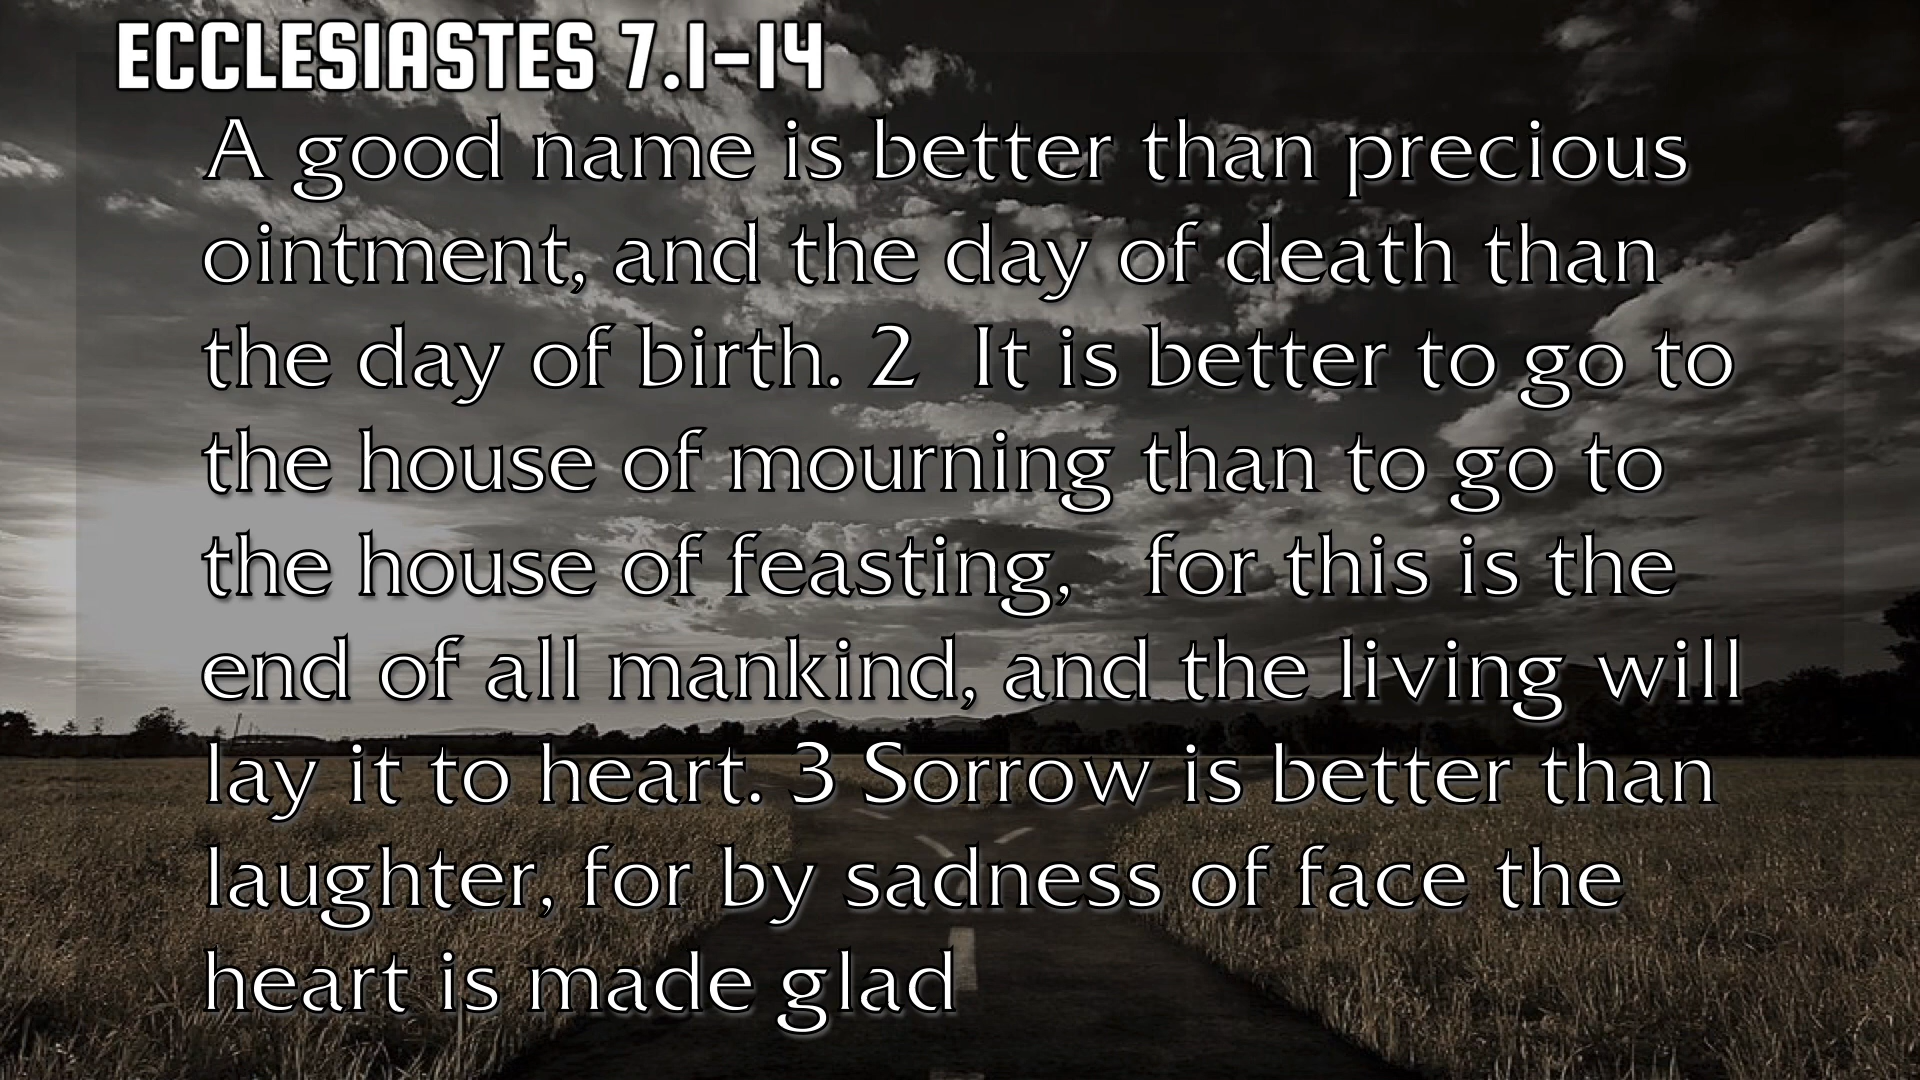 ECCLESIASTES 7.1-14
A good name is better than precious
ointment, and the day of death than
the day of birth. 2  It is better to go to
the house of mourning than to go to
the house of feasting,   for this is the
end of all mankind, and the living will
lay it to heart. 3 Sorrow is better than
laughter, for by sadness of face the
heart is made glad